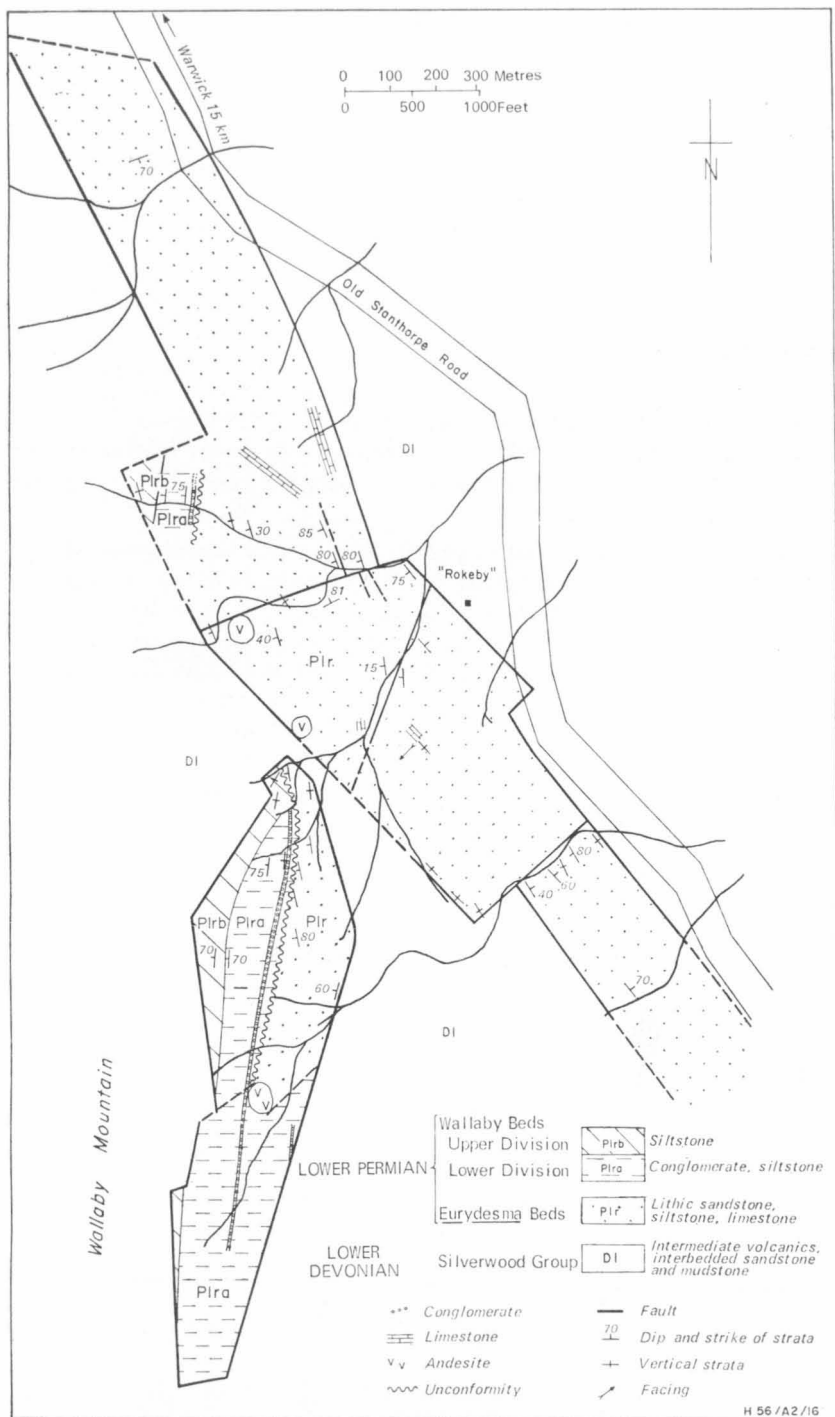 0 100 200 300 Metres
0 500 1000 Feet
Warwick 15 km
N
70
Old Stanthorpe Road
Dl
Plrb
75
Plra
30
85
80
80
"Rokeby"
75
81
V
40
Plr
15
V
Dl
75
Plrb
Plra
Plr
80
70
70
60
80
60
40
70
Dl
V
V
Wallaby Mountain
Plra
Wallaby Beds
Upper Division
Plrb
Siltstone
LOWER PERMIAN
Lower Division
Plra
Conglomerate, siltstone
Eurydesma Beds
Plr
Lithic sandstone,
siltstone, limestone
LOWER
DEVONIAN
Silverwood Group
Dl
Intermediate volcanics,
interbedded sandstone
and mudstone
Conglomerate
Fault
Limestone
70
Dip and strike of strata
V V
Andesite
Vertical strata
Unconformity
Facing
H 56/A2/16